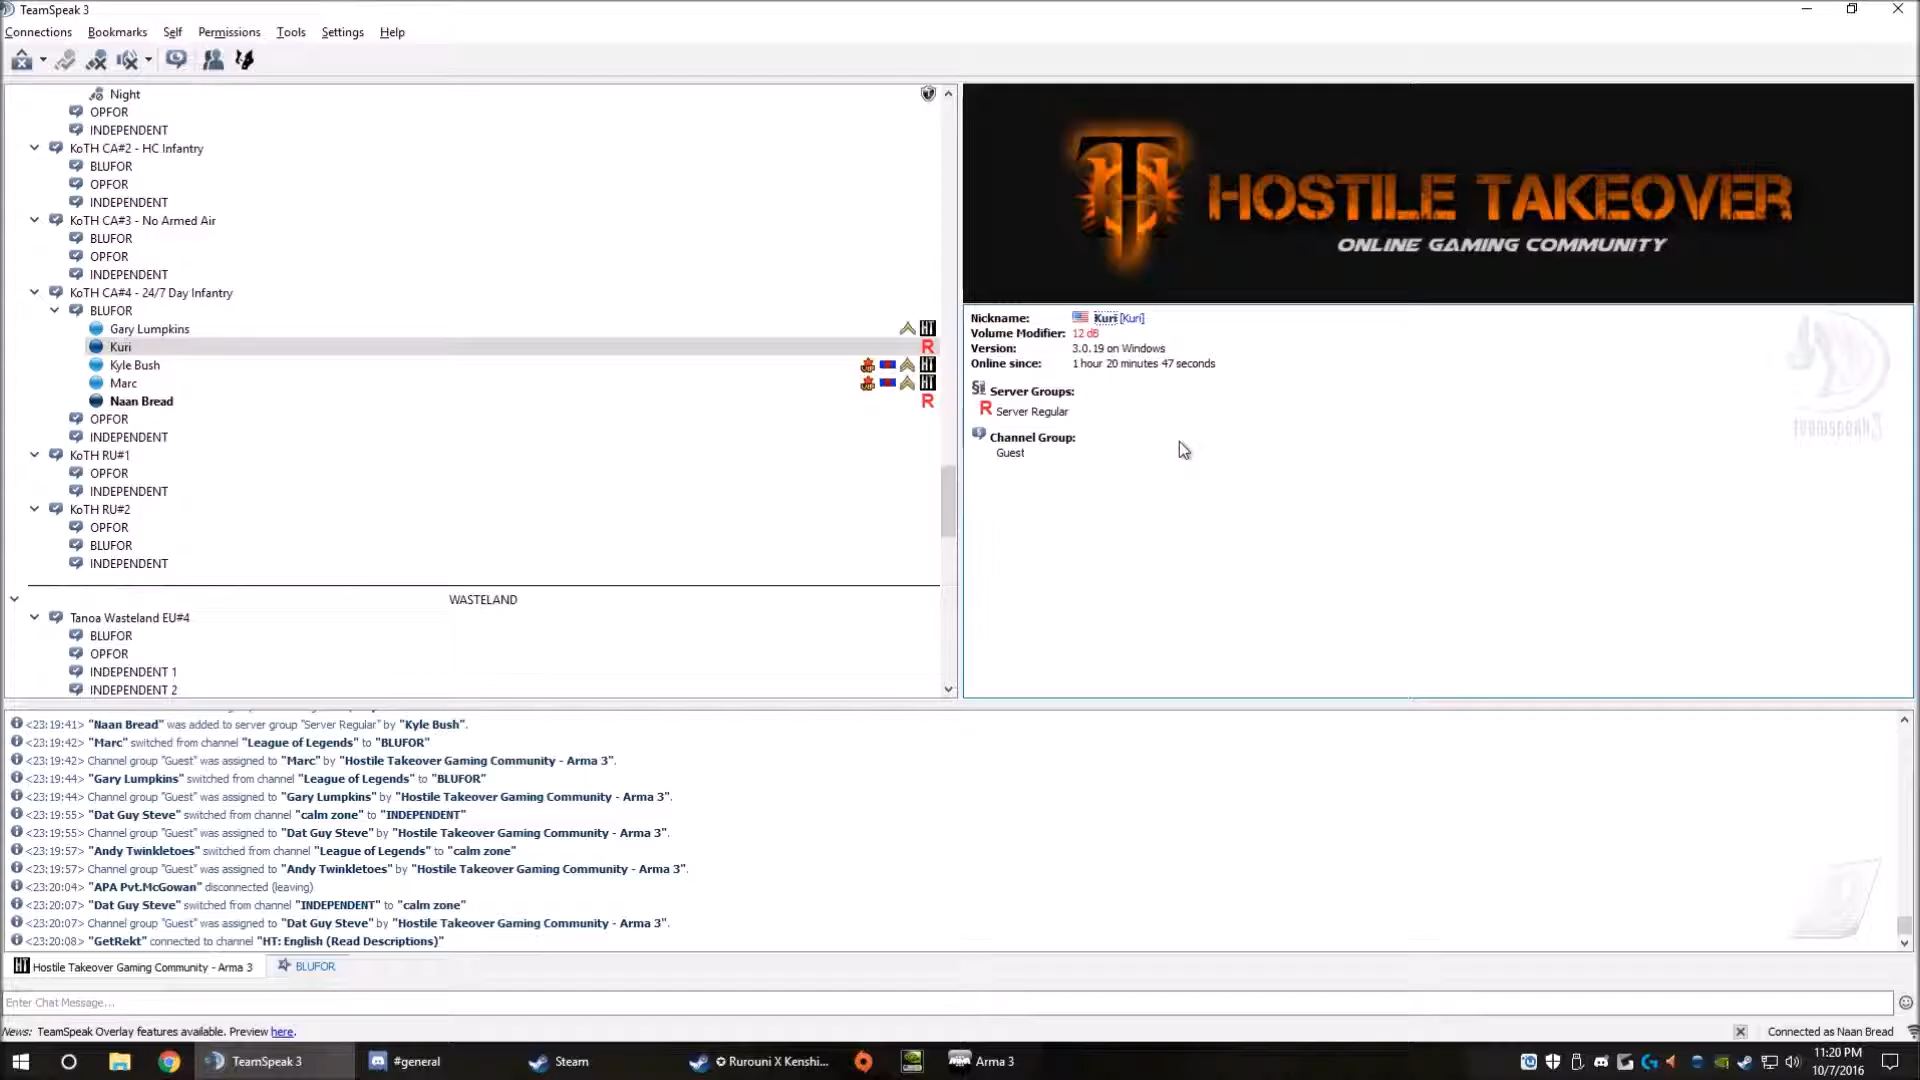 TeamSpeak 3
Connections Bookmarks Self Permissions Tools Settings Help
Night
OPFOR
INDEPENDENT
KoTH CA#2 - HC Infantry
BLUFOR
OPFOR
INDEPENDENT
KoTH CA#3 - No Armed Air
BLUFOR
OPFOR
INDEPENDENT
KoTH CA#4 - 24/7 Day Infantry
BLUFOR
Gary Lumpkins
Kuri
Kyle Bush
Marc
Naan Bread
OPFOR
INDEPENDENT
KoTH RU#1
OPFOR
INDEPENDENT
KoTH RU#2
OPFOR
BLUFOR
INDEPENDENT
WASTELAND
Tanoa Wasteland EU#4
BLUFOR
OPFOR
INDEPENDENT 1
INDEPENDENT 2
HOSTILE TAKEOVER
ONLINE GAMING COMMUNITY
Nickname: Kuri [Kuri]
Volume Modifier: 12 dB
Version: 3.0.19 on Windows
Online since: 1 hour 20 minutes 47 seconds
Server Groups:
R Server Regular
Channel Group:
Guest
teamspeak3
<23:19:41> "Naan Bread" was added to server group "Server Regular" by "Kyle Bush".
<23:19:42> "Marc" switched from channel "League of Legends" to "BLUFOR"
<23:19:42> Channel group "Guest" was assigned to "Marc" by "Hostile Takeover Gaming Community - Arma 3".
<23:19:44> "Gary Lumpkins" switched from channel "League of Legends" to "BLUFOR"
<23:19:44> Channel group "Guest" was assigned to "Gary Lumpkins" by "Hostile Takeover Gaming Community - Arma 3".
<23:19:55> "Dat Guy Steve" switched from channel "calm zone" to "INDEPENDENT"
<23:19:55> Channel group "Guest" was assigned to "Dat Guy Steve" by "Hostile Takeover Gaming Community - Arma 3".
<23:19:57> "Andy Twinkletoes" switched from channel "League of Legends" to "calm zone"
<23:19:57> Channel group "Guest" was assigned to "Andy Twinkletoes" by "Hostile Takeover Gaming Community - Arma 3".
<23:20:04> "APA Pvt.McGowan" disconnected (leaving)
<23:20:07> "Dat Guy Steve" switched from channel "INDEPENDENT" to "calm zone"
<23:20:07> Channel group "Guest" was assigned to "Dat Guy Steve" by "Hostile Takeover Gaming Community - Arma 3".
<23:20:08> "GetRekt" connected to channel "HT: English (Read Descriptions)"
HT Hostile Takeover Gaming Community - Arma 3 BLUFOR
Enter Chat Message...
News: TeamSpeak Overlay features available. Preview here. Connected as Naan Bread
TeamSpeak 3 #general Steam ✪ Rurouni X Kenshi... Arma 3 11:20 PM
10/7/2016